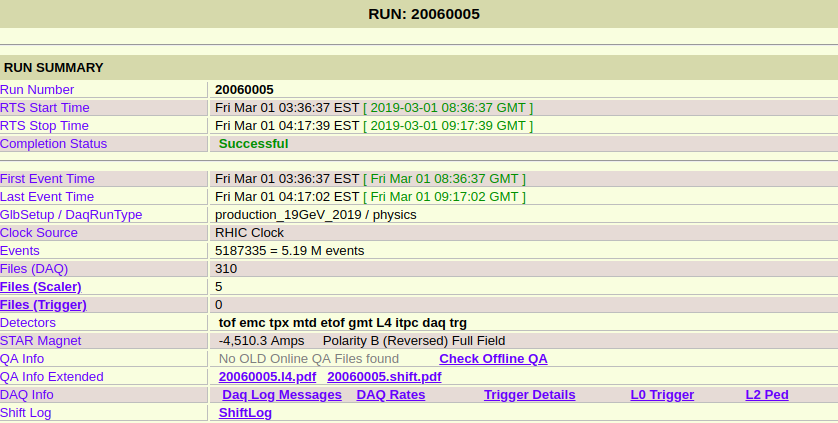 RUN: 20060005
RUN SUMMARY
Run Number 20060005
RTS Start Time Fri Mar 01 03:36:37 EST [ 2019-03-01 08:36:37 GMT ]
RTS Stop Time Fri Mar 01 04:17:39 EST [ 2019-03-01 09:17:39 GMT ]
Completion Status Successful
First Event Time Fri Mar 01 03:36:37 EST [ Fri Mar 01 08:36:37 GMT ]
Last Event Time Fri Mar 01 04:17:02 EST [ Fri Mar 01 09:17:02 GMT ]
GlbSetup / DaqRunType production_19GeV_2019 / physics
Clock Source RHIC Clock
Events 5187335 = 5.19 M events
Files (DAQ) 310
Files (Scaler) 5
Files (Trigger) 0
Detectors tof emc tpx mtd etof gmt L4 itpc daq trg
STAR Magnet -4,510.3 Amps Polarity B (Reversed) Full Field
QA Info No OLD Online QA Files found Check Offline QA
QA Info Extended 20060005.l4.pdf 20060005.shift.pdf
DAQ Info Daq Log Messages DAQ Rates Trigger Details L0 Trigger L2 Ped
Shift Log ShiftLog